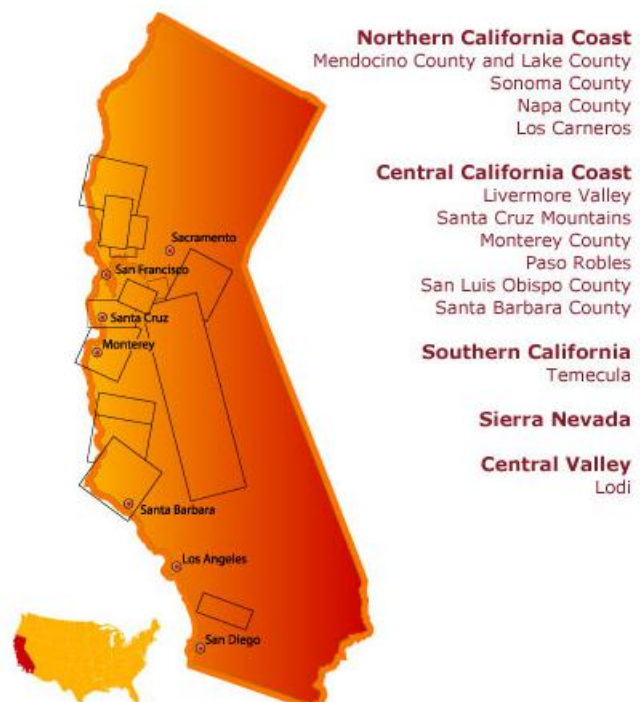 Northern California Coast
Mendocino County and Lake County
Sonoma County
Napa County
Los Carneros
Central California Coast
Livermore Valley
Santa Cruz Mountains
Monterey County
Paso Robles
San Luis Obispo County
Santa Barbara County
Southern California
Temecula
Sierra Nevada
Central Valley
Lodi
Sacramento
San Francisco
Santa Cruz
Monterey
Santa Barbara
Los Angeles
San Diego